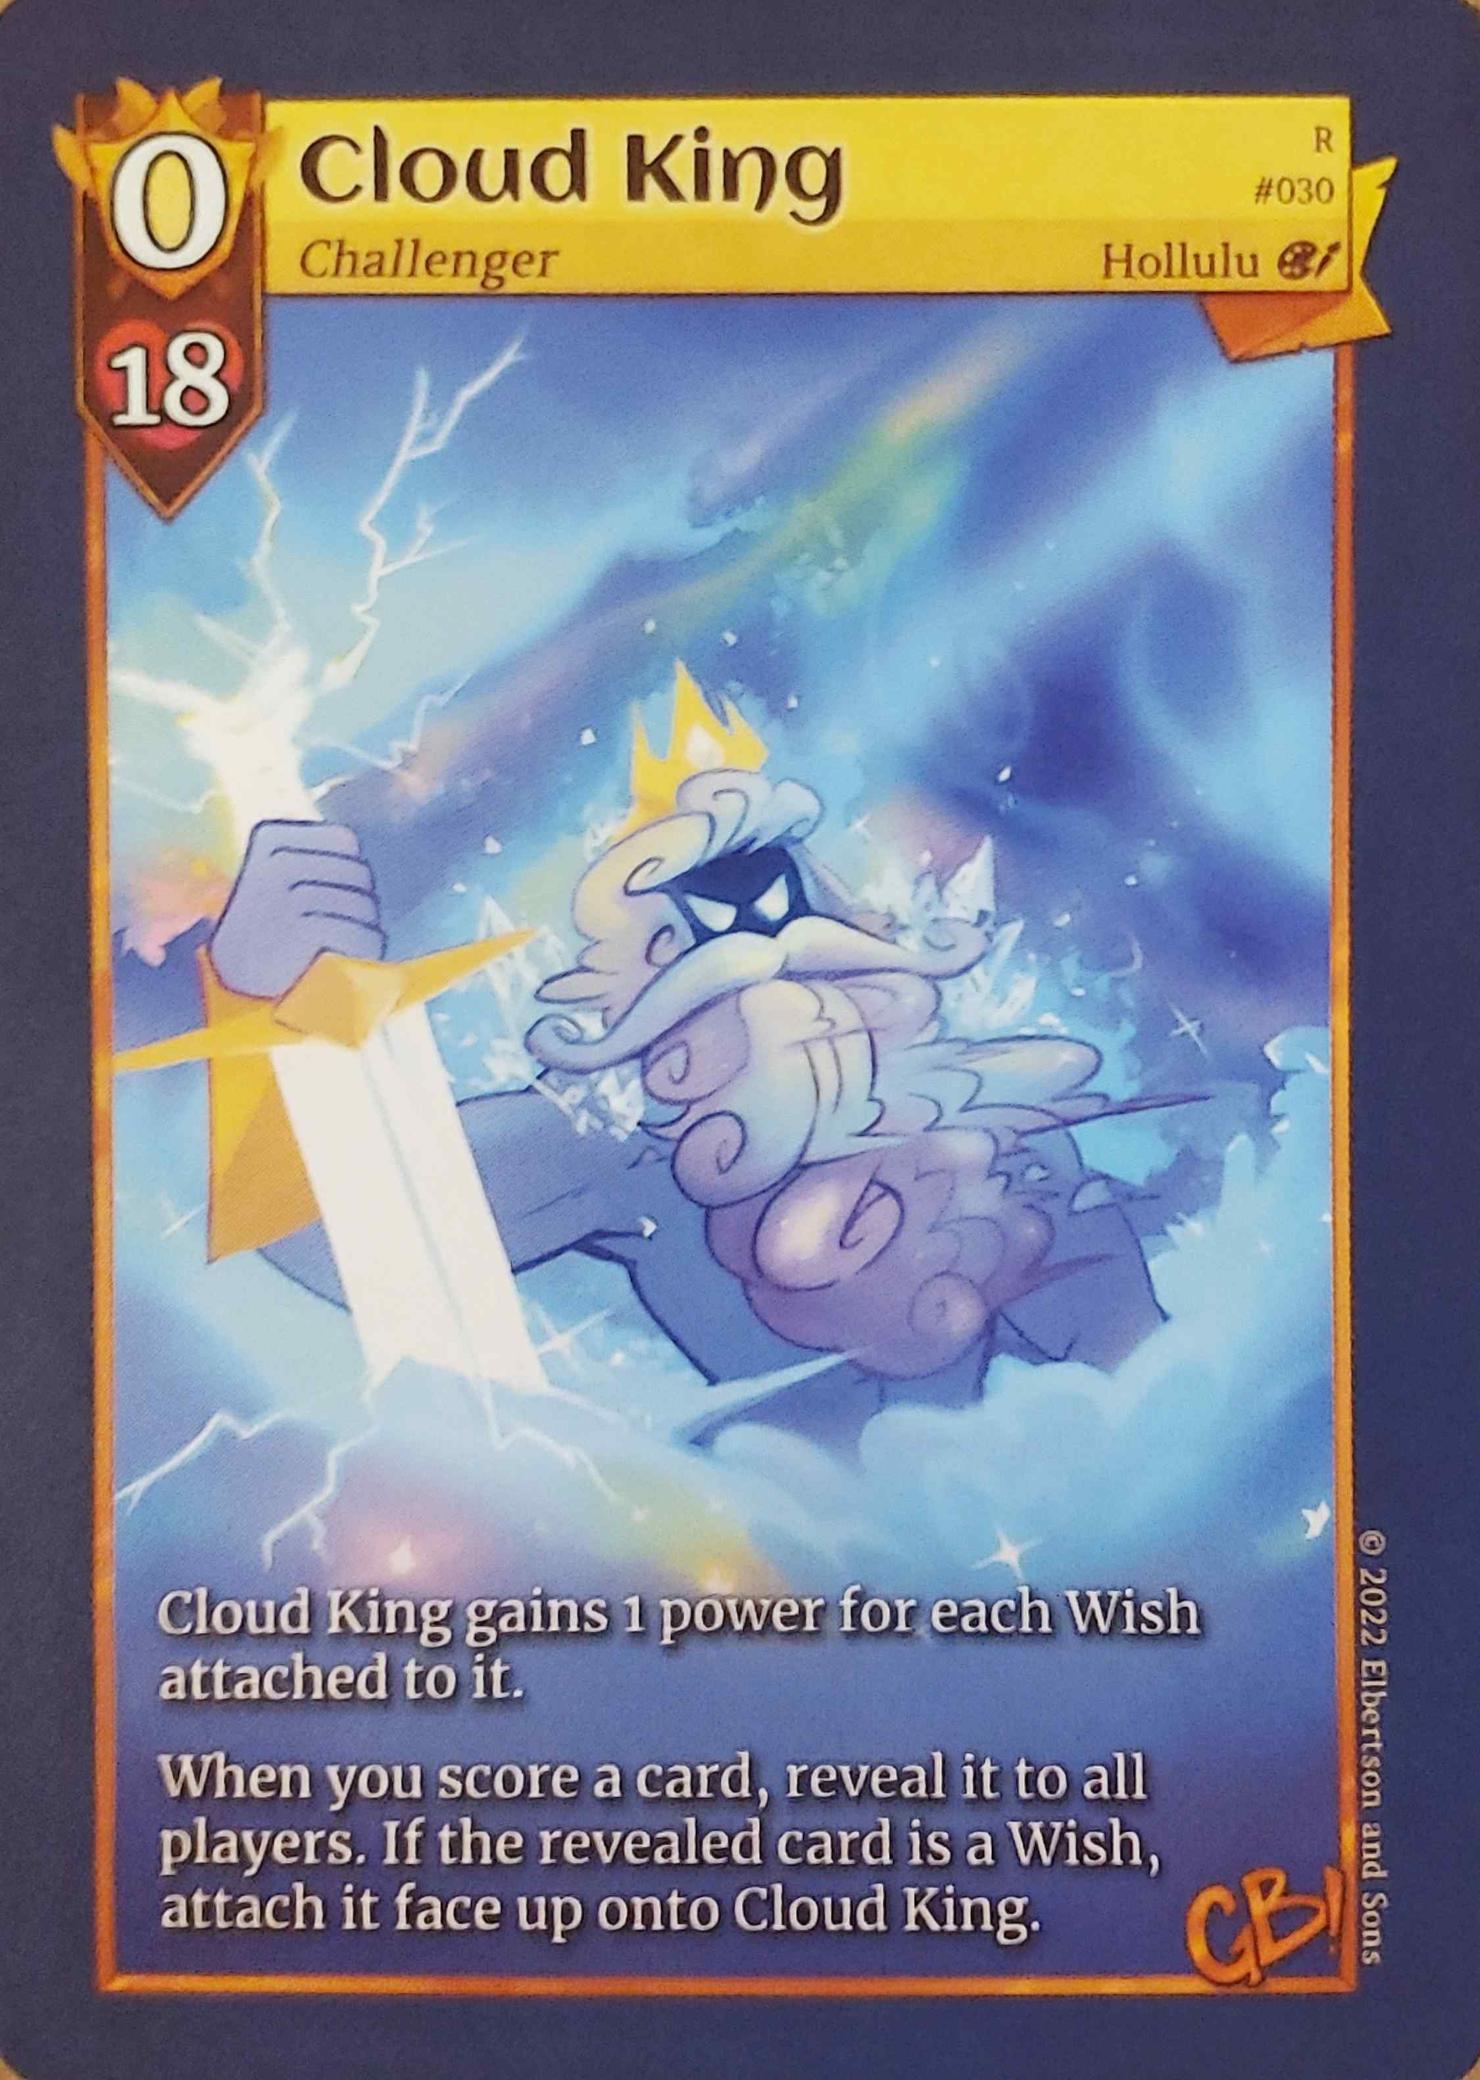 0
Cloud King
R
#030
Challenger
Hollulu
18
Cloud King gains 1 power for each Wish
attached to it.
When you score a card, reveal it to all
players. If the revealed card is a Wish,
attach it face up onto Cloud King.
GB!
© 2022 Elbertson and Sons